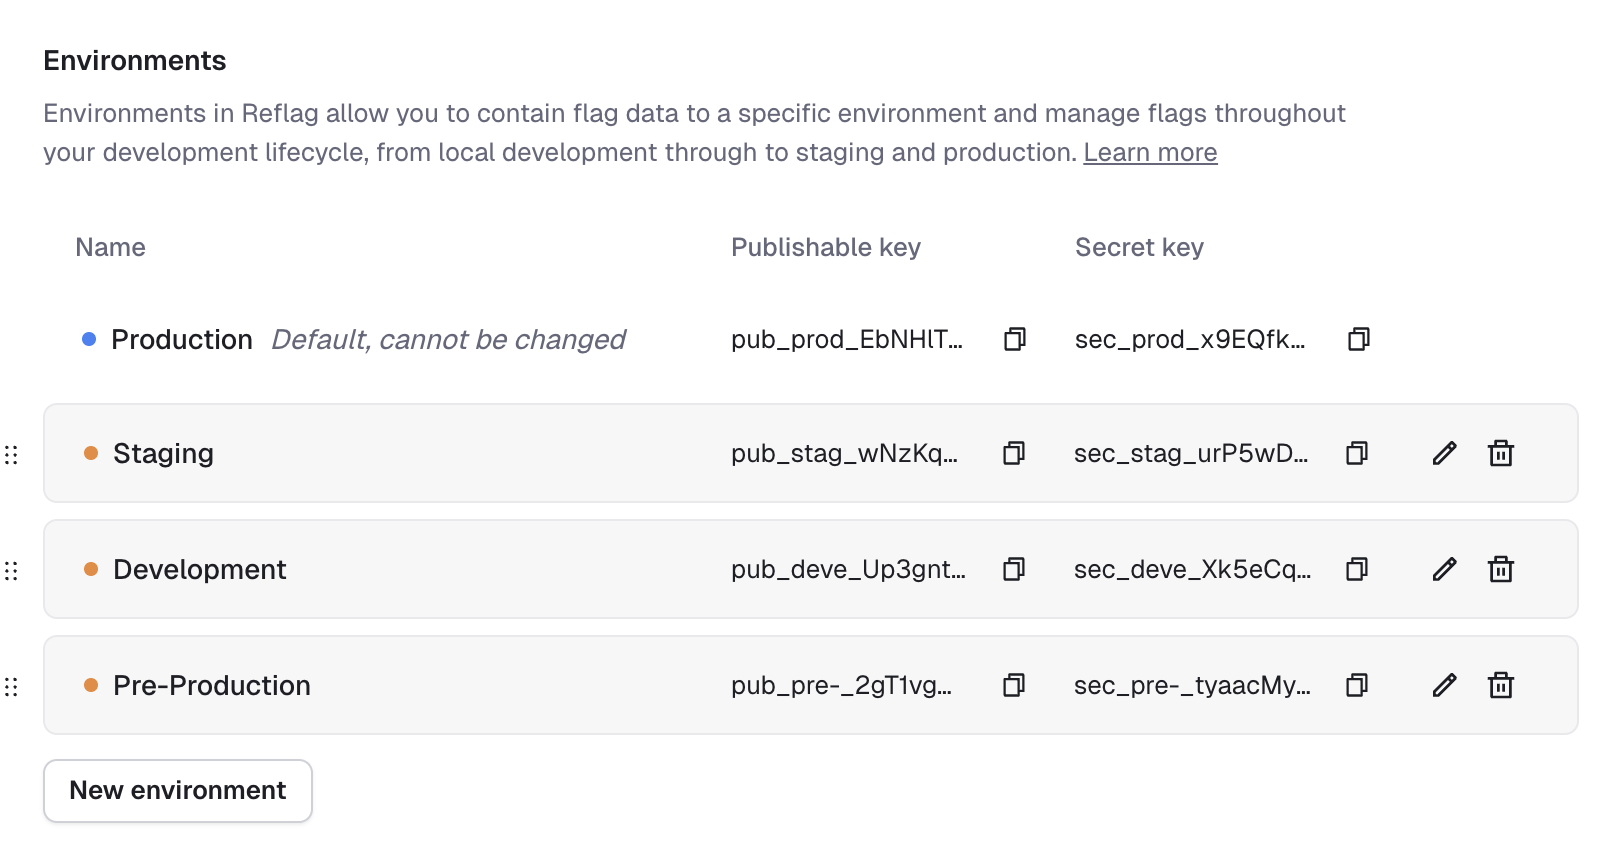 Environments
Environments in Reflag allow you to contain flag data to a specific environment and manage flags throughout
your development lifecycle, from local development through to staging and production. Learn more
Name Publishable key Secret key
Production Default, cannot be changed pub_prod_EbNHlT... sec_prod_x9EQfk...
Staging pub_stag_wNzKq... sec_stag_urP5wD...
Development pub_deve_Up3gnt... sec_deve_Xk5eCq...
Pre-Production pub_pre-_2gT1vg... sec_pre-_tyaacMy...
New environment